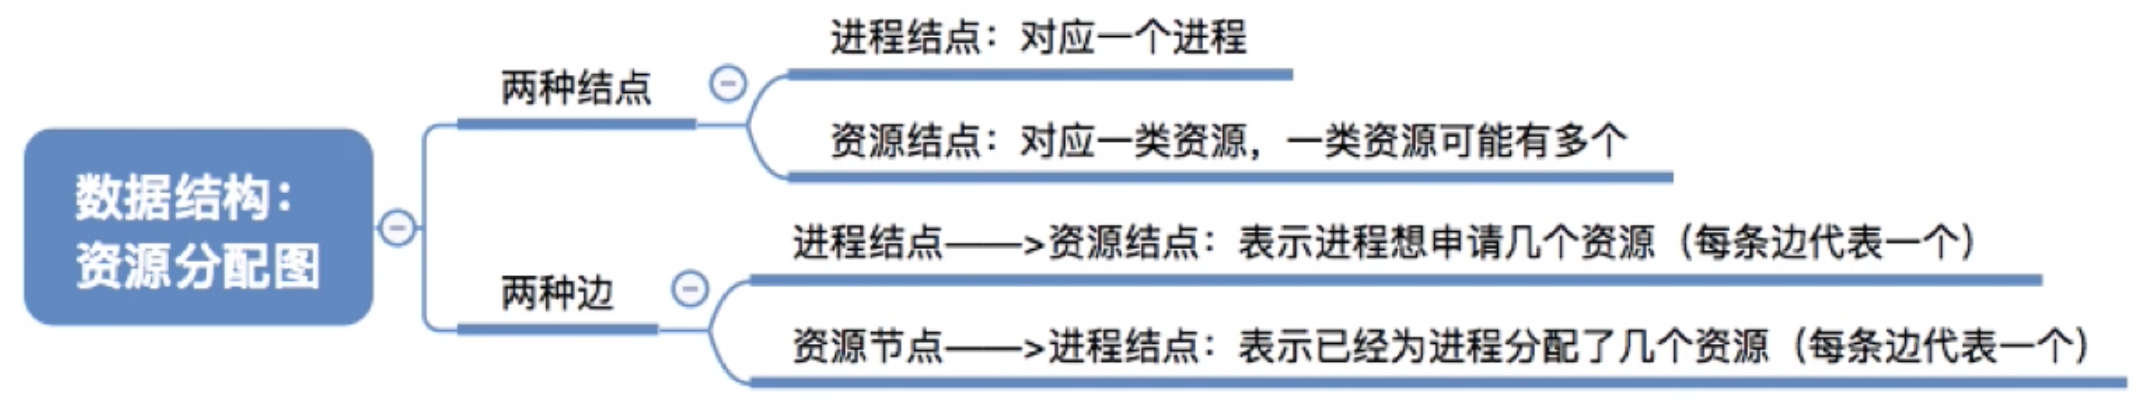 数据结构：
资源分配图
两种结点
进程结点：对应一个进程
资源结点：对应一类资源，一类资源可能有多个
两种边
进程结点——>资源结点：表示进程想申请几个资源（每条边代表一个）
资源节点——>进程结点：表示已经为进程分配了几个资源（每条边代表一个）